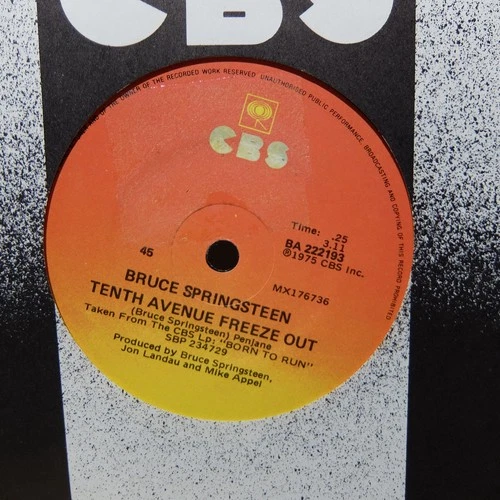 CBS
OF THE OWNER OF THE RECORDED WORK RESERVED UNAUTHORISED PUBLIC PERFORMANCE, BROADCASTING AND COPYING OF THIS RECORD PROHIBITED
CBS
Time: .25
3.11
45
BA 222193
℗1975 CBS Inc.
MX176736
BRUCE SPRINGSTEEN
TENTH AVENUE FREEZE OUT
(Bruce Springsteen) Penjane
Taken From The CBS Lp: "BORN TO RUN"
SBP 234729
Produced by Bruce Springsteen,
Jon Landau and Mike Appel